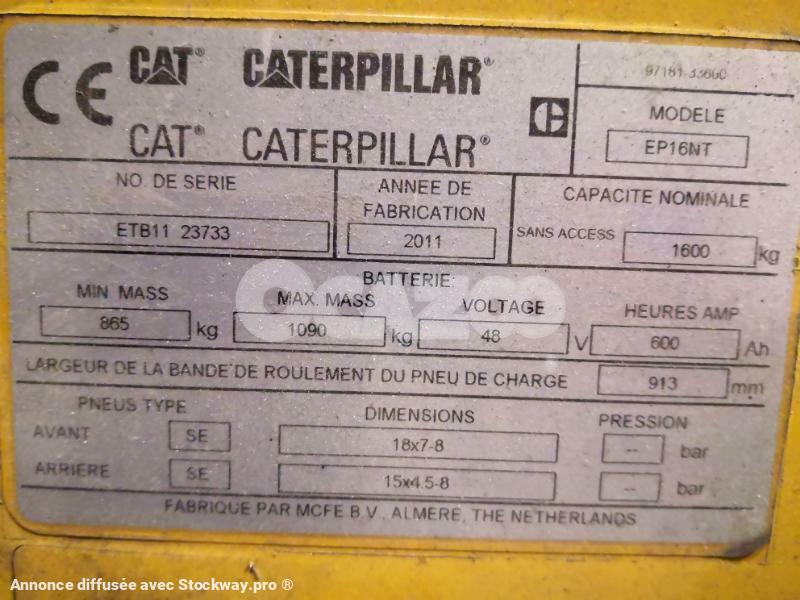 CE CAT® CATERPILLAR®
CAT® CATERPILLAR®
97181-33600
MODELE
EP16NT
NO. DE SERIE
ETB11 23733
ANNEE DE
FABRICATION
2011
CAPACITE NOMINALE
SANS ACCESS 1600 kg
BATTERIE:
MIN MASS MAX. MASS VOLTAGE HEURES AMP
865 kg 1090 kg 48 V 600 Ah
LARGEUR DE LA BANDE DE ROULEMENT DU PNEU DE CHARGE 913 mm
PNEUS TYPE DIMENSIONS PRESSION
AVANT SE 18x7-8 -- bar
ARRIERE SE 15x4.5-8 -- bar
FABRIQUE PAR MCFE B.V., ALMERE, THE NETHERLANDS
Annonce diffusée avec Stockway.pro ®